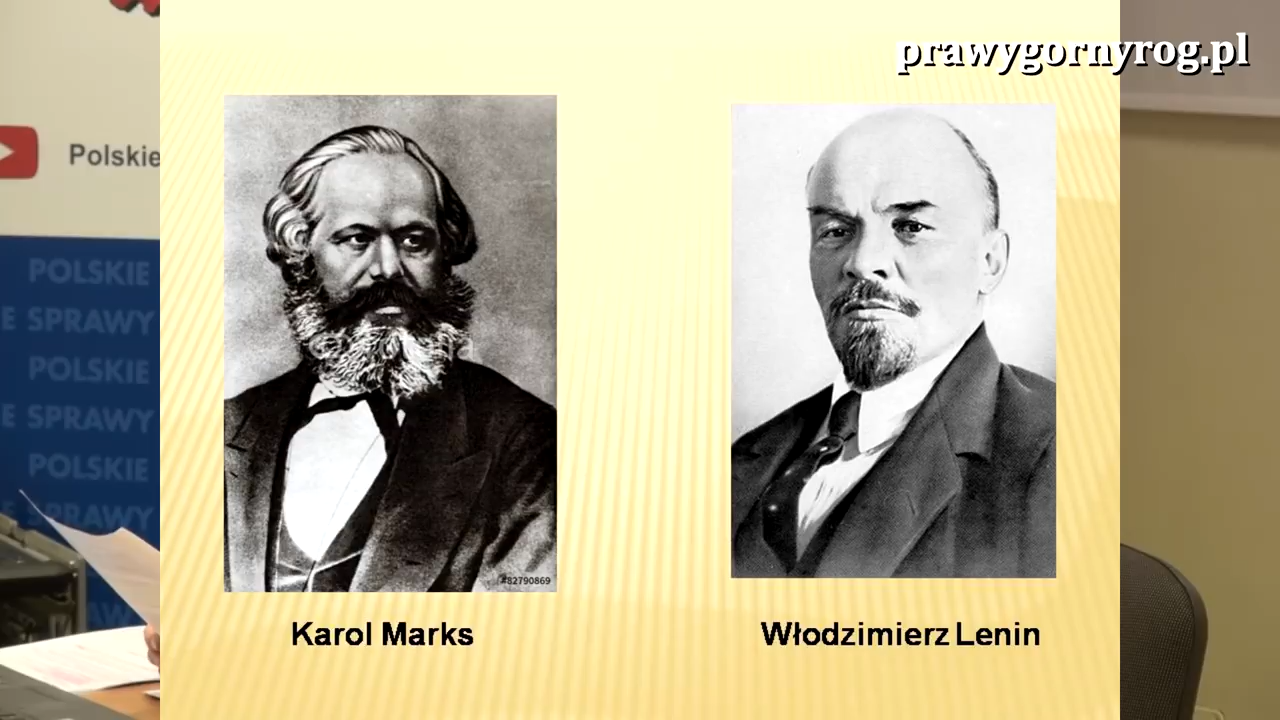 prawygornyrog.pl
Polskie
POLSKIE
E SPRAWY
POLSKIE
E SPRAWY
POLSKIE
SPRAWY
#82790869
Karol Marks
Włodzimierz Lenin